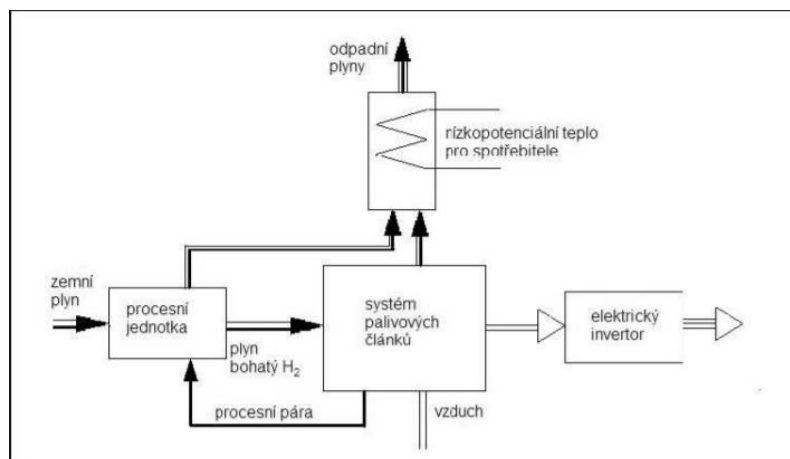 odpadní
plyny
rízkopotenciální teplo
pro spotřebitele
zemní
plyn
procesní
jednotka
plyn
bohatý H₂
systém
palivových
článků
elektrický
invertor
procesní pára
vzduch